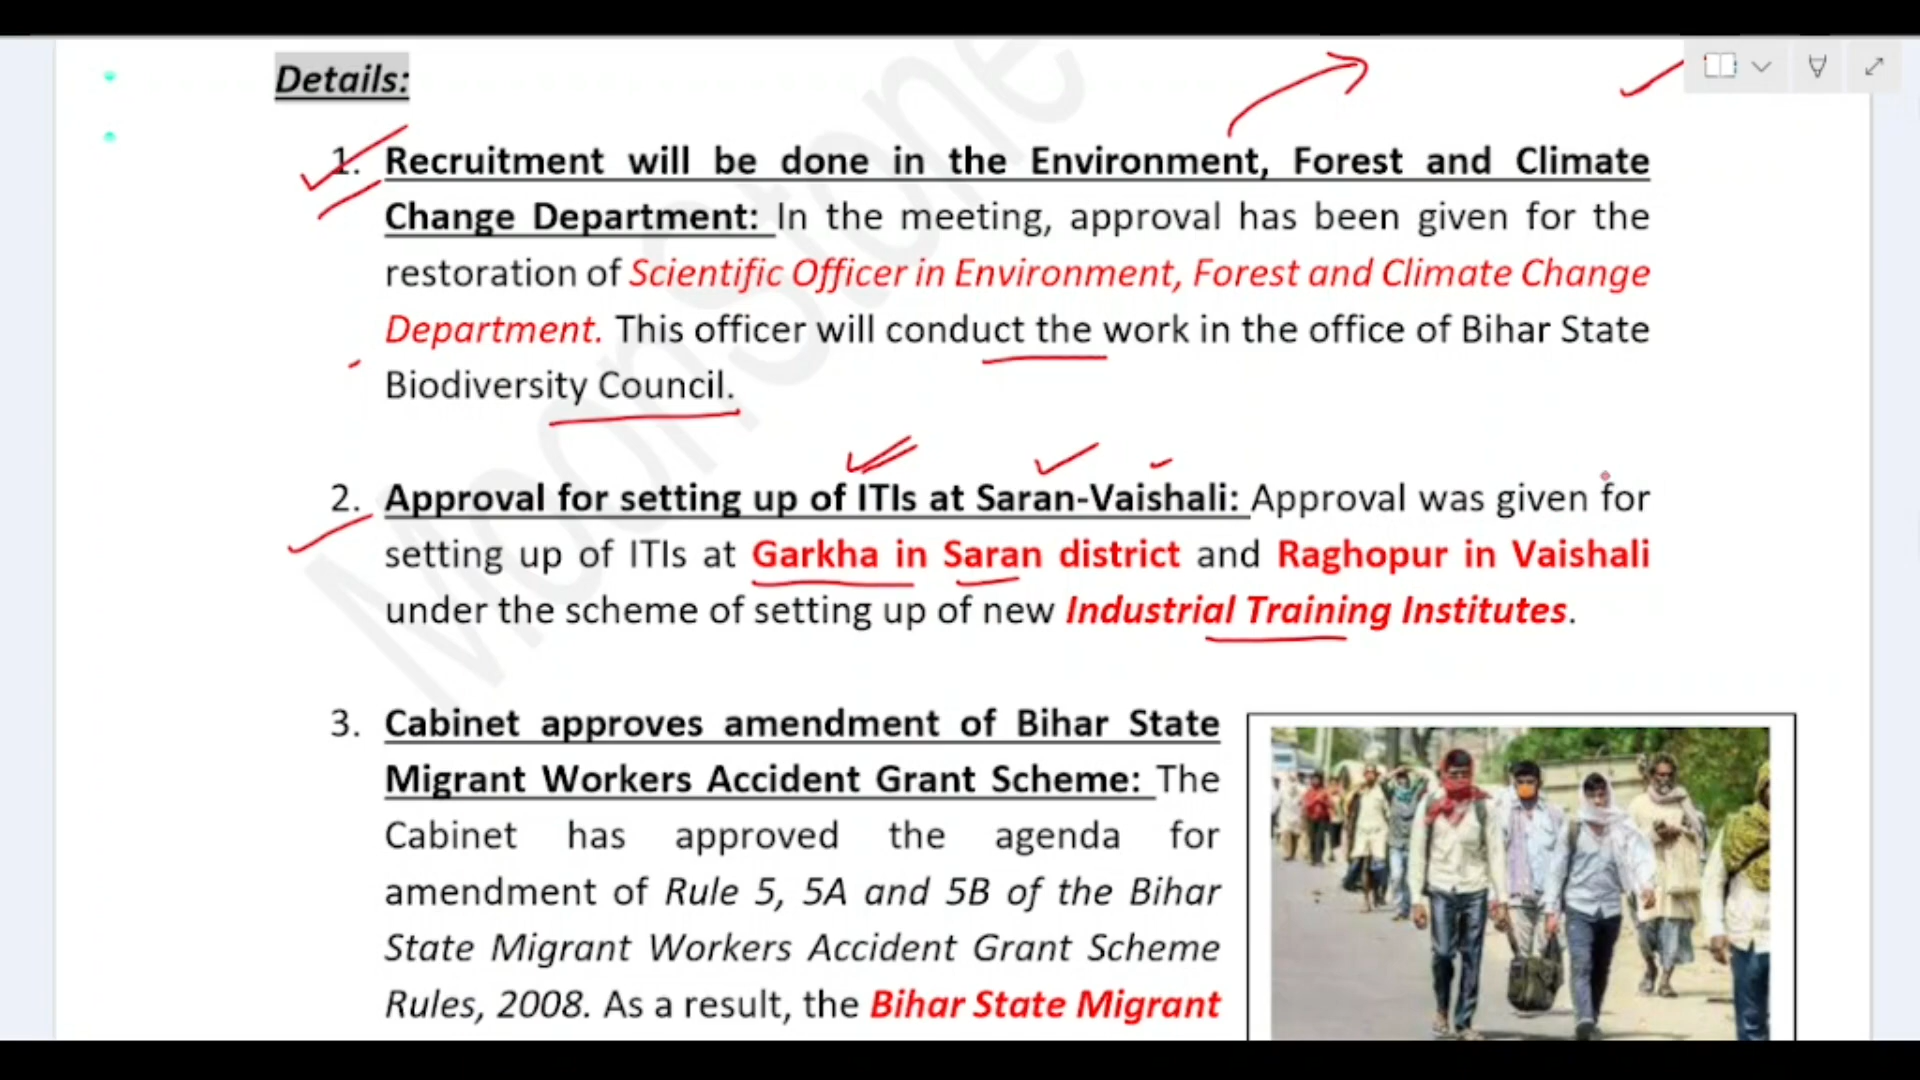 Details:
1. Recruitment will be done in the Environment, Forest and Climate
Change Department: In the meeting, approval has been given for the
restoration of Scientific Officer in Environment, Forest and Climate Change
Department. This officer will conduct the work in the office of Bihar State
Biodiversity Council.
2. Approval for setting up of ITIs at Saran-Vaishali: Approval was given for
setting up of ITIs at Garkha in Saran district and Raghopur in Vaishali
under the scheme of setting up of new Industrial Training Institutes.
3. Cabinet approves amendment of Bihar State
Migrant Workers Accident Grant Scheme: The
Cabinet has approved the agenda for
amendment of Rule 5, 5A and 5B of the Bihar
State Migrant Workers Accident Grant Scheme
Rules, 2008. As a result, the Bihar State Migrant
MoonStone